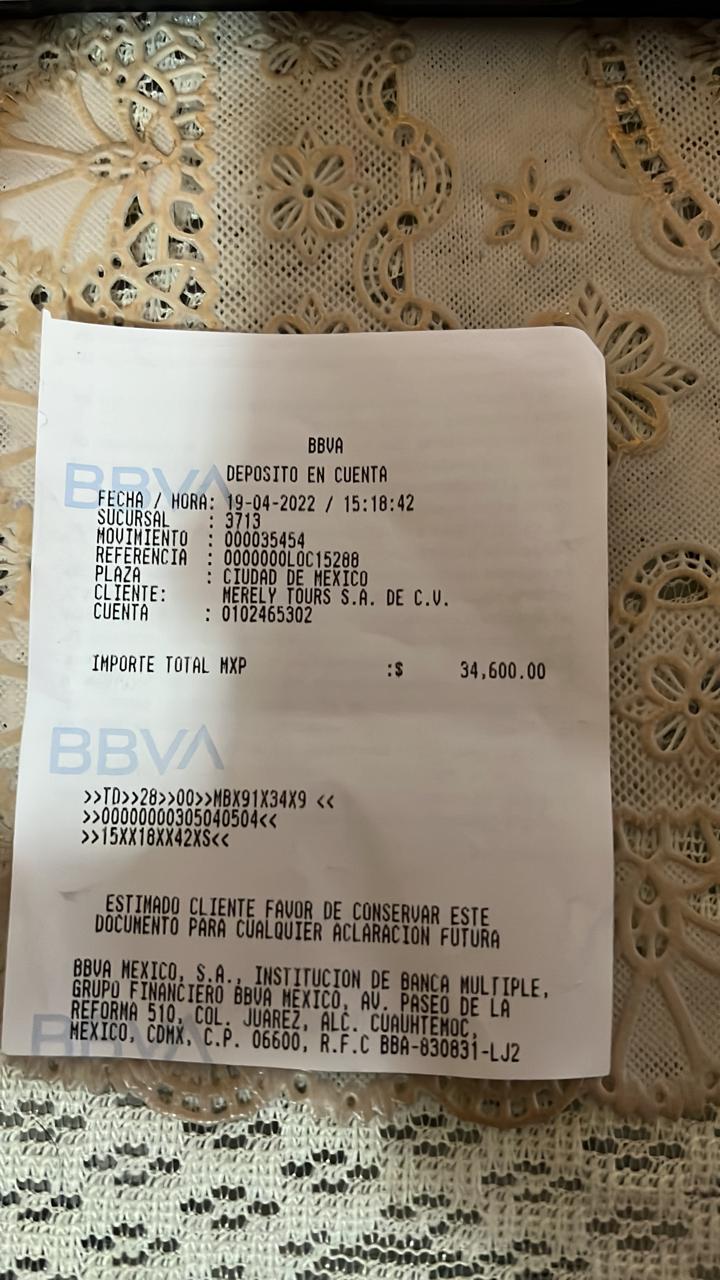 BBVA
DEPOSITO EN CUENTA
BBVA
FECHA / HORA: 19-04-2022 / 15:18:42
SUCURSAL : 3713
MOVIMIENTO : 000035454
REFERENCIA : 0000000LOC15288
PLAZA : CIUDAD DE MEXICO
CLIENTE: MERELY TOURS S.A. DE C.V.
CUENTA : 0102465302
IMPORTE TOTAL MXP :$ 34,600.00
BBVA
>>TD>>28>>00>>MBX91X34X9 <<
>>00000000305040504<<
>>15XX18XX42XS<<
ESTIMADO CLIENTE FAVOR DE CONSERVAR ESTE
DOCUMENTO PARA CUALQUIER ACLARACION FUTURA
BBVA MEXICO, S.A., INSTITUCION DE BANCA MULTIPLE,
GRUPO FINANCIERO BBVA MEXICO, AV. PASEO DE LA
REFORMA 510, COL. JUAREZ, ALC. CUAUHTEMOC,
MEXICO, CDMX, C.P. 06600, R.F.C BBA-830831-LJ2
BBVA